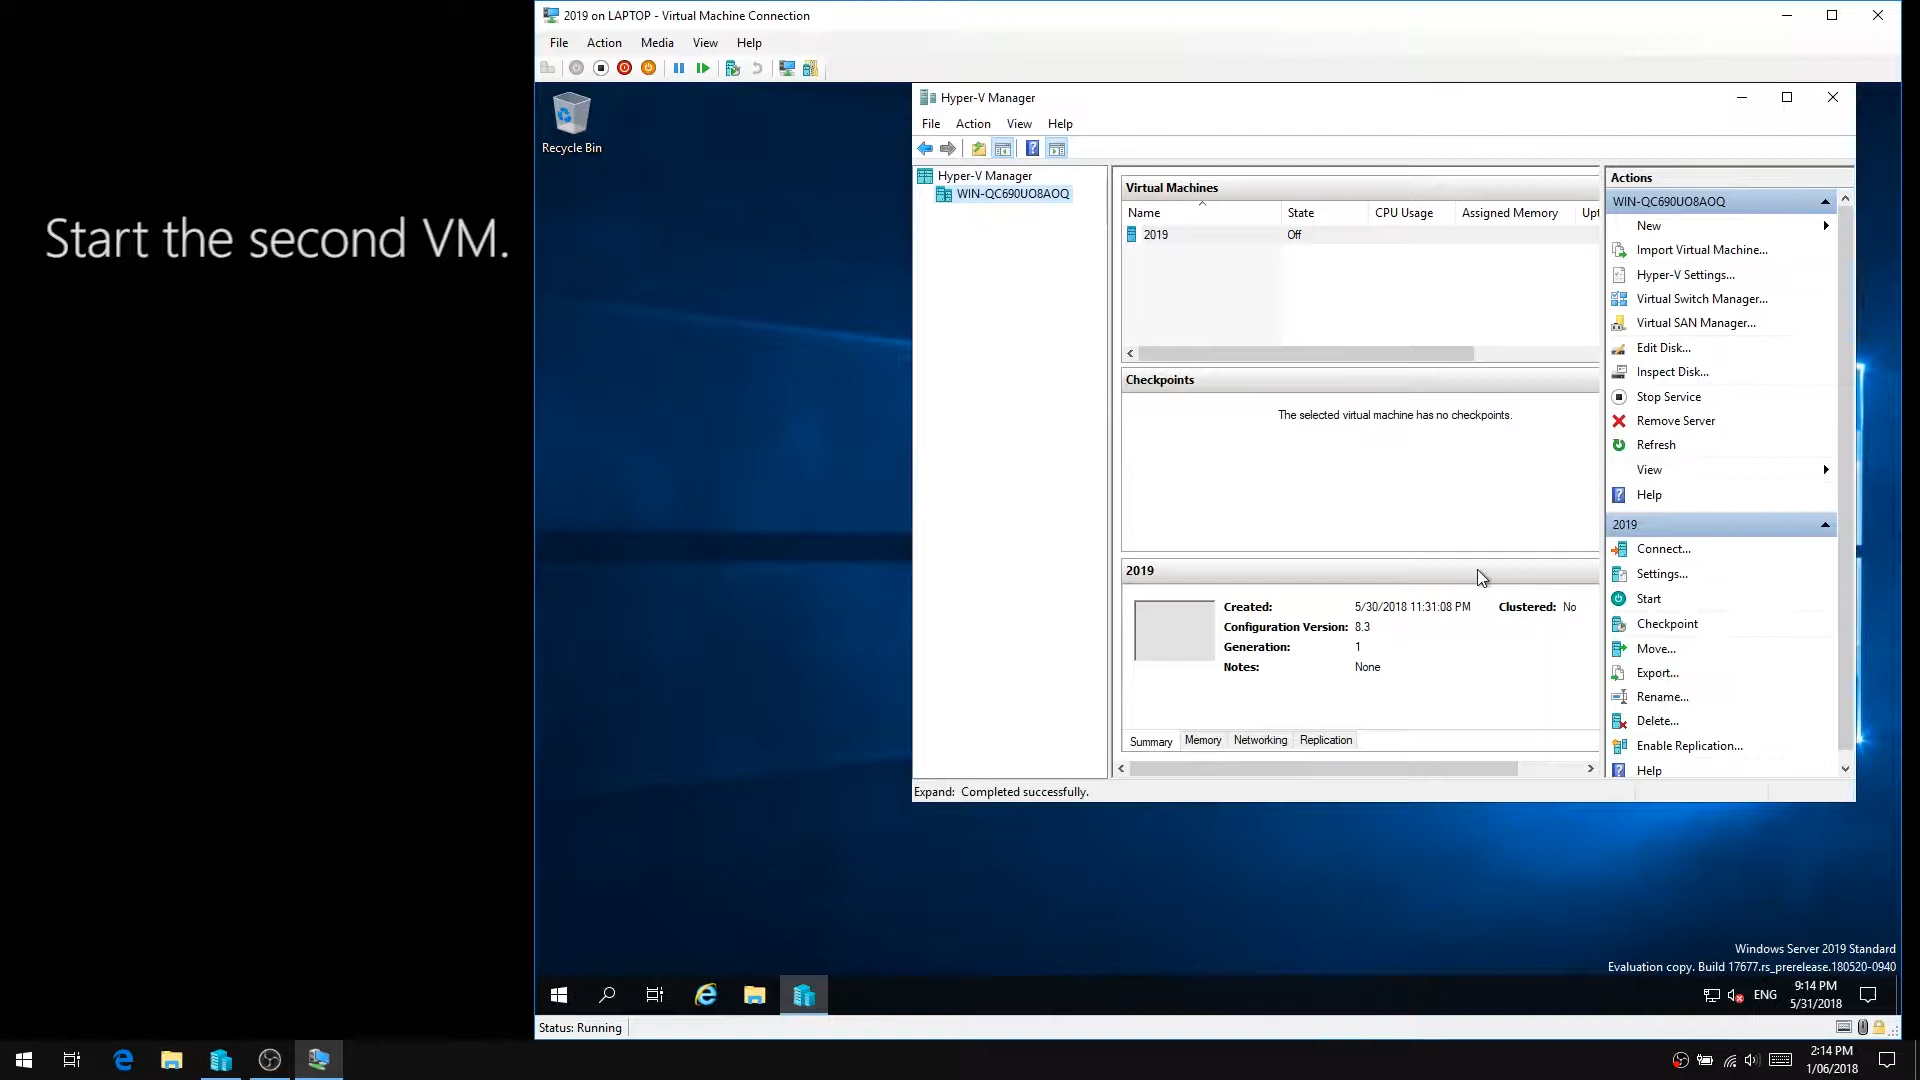 2019 on LAPTOP - Virtual Machine Connection
File Action Media View Help
Recycle Bin
Start the second VM.
Hyper-V Manager
File Action View Help
Hyper-V Manager
WIN-QC690UO8AOQ
Virtual Machines
Name State CPU Usage Assigned Memory Upt
2019 Off
Checkpoints
The selected virtual machine has no checkpoints.
2019
Created: 5/30/2018 11:31:08 PM Clustered: No
Configuration Version: 8.3
Generation: 1
Notes: None
Summary Memory Networking Replication
Actions
WIN-QC690UO8AOQ
New
Import Virtual Machine...
Hyper-V Settings...
Virtual Switch Manager...
Virtual SAN Manager...
Edit Disk...
Inspect Disk...
Stop Service
Remove Server
Refresh
View
Help
2019
Connect...
Settings...
Start
Checkpoint
Move...
Export...
Rename...
Delete...
Enable Replication...
Help
Expand: Completed successfully.
Windows Server 2019 Standard
Evaluation copy. Build 17677.rs_prerelease.180520-0940
ENG
9:14 PM
5/31/2018
Status: Running
2:14 PM
1/06/2018